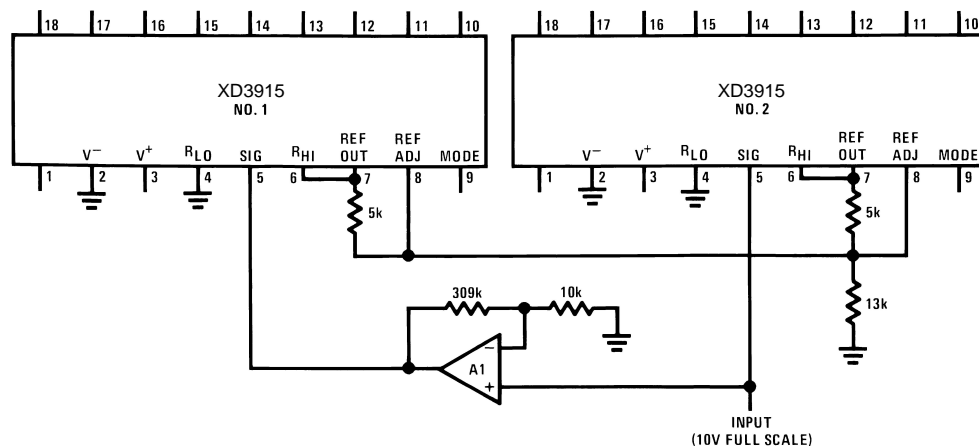 18 17 16 15 14 13 12 11 10
18 17 16 15 14 13 12 11 10
XD3915
NO. 1
XD3915
NO. 2
V− V+ RLO SIG RHI REF OUT REF ADJ MODE
V− V+ RLO SIG RHI REF OUT REF ADJ MODE
1 2 3 4 5 6 7 8 9
1 2 3 4 5 6 7 8 9
5k
5k
309k
10k
13k
A1
−
+
INPUT
(10V FULL SCALE)